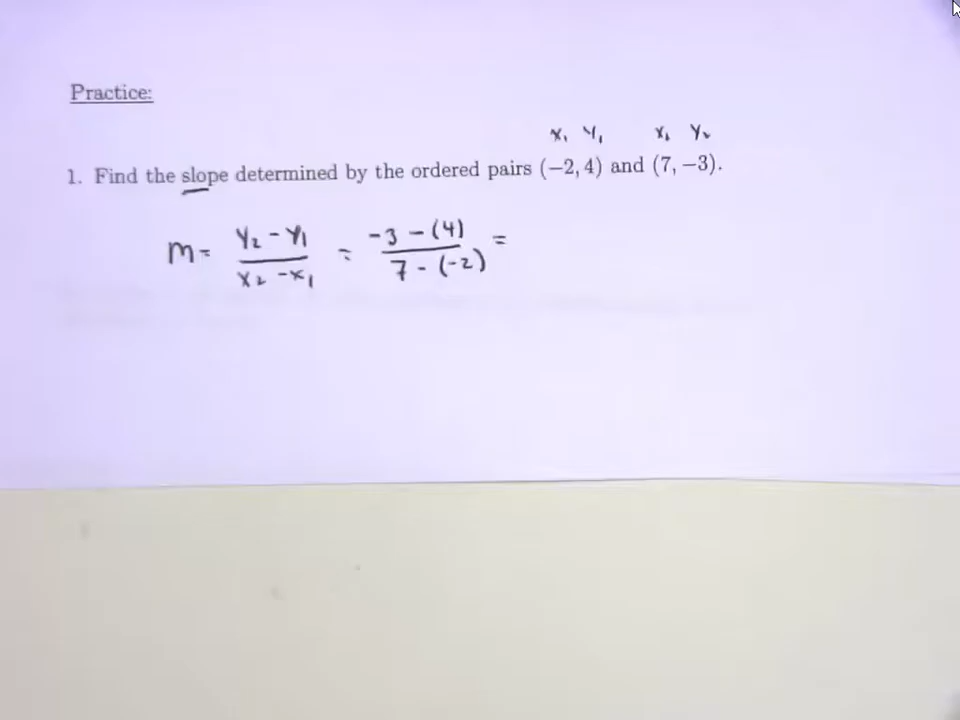 Practice:
x₁ y₁ x₂ y₂
1. Find the slope determined by the ordered pairs (−2, 4) and (7, −3).
m = y₂ - y₁ / x₂ - x₁ = -3 - (4) / 7 - (-2) =